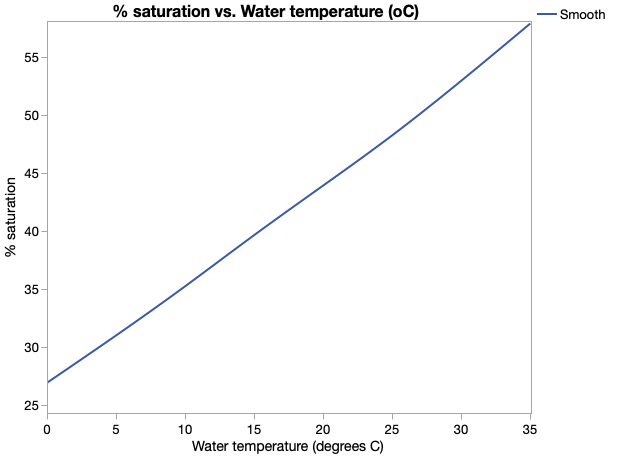 % saturation vs. Water temperature (oC)
Smooth
% saturation
55
50
45
40
35
30
25
0 5 10 15 20 25 30 35
Water temperature (degrees C)